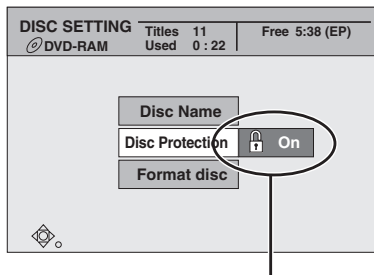 DISC SETTING Titles 11 Free 5:38 (EP)
DVD-RAM Used 0 : 22
Disc Name
Disc Protection On
Format disc